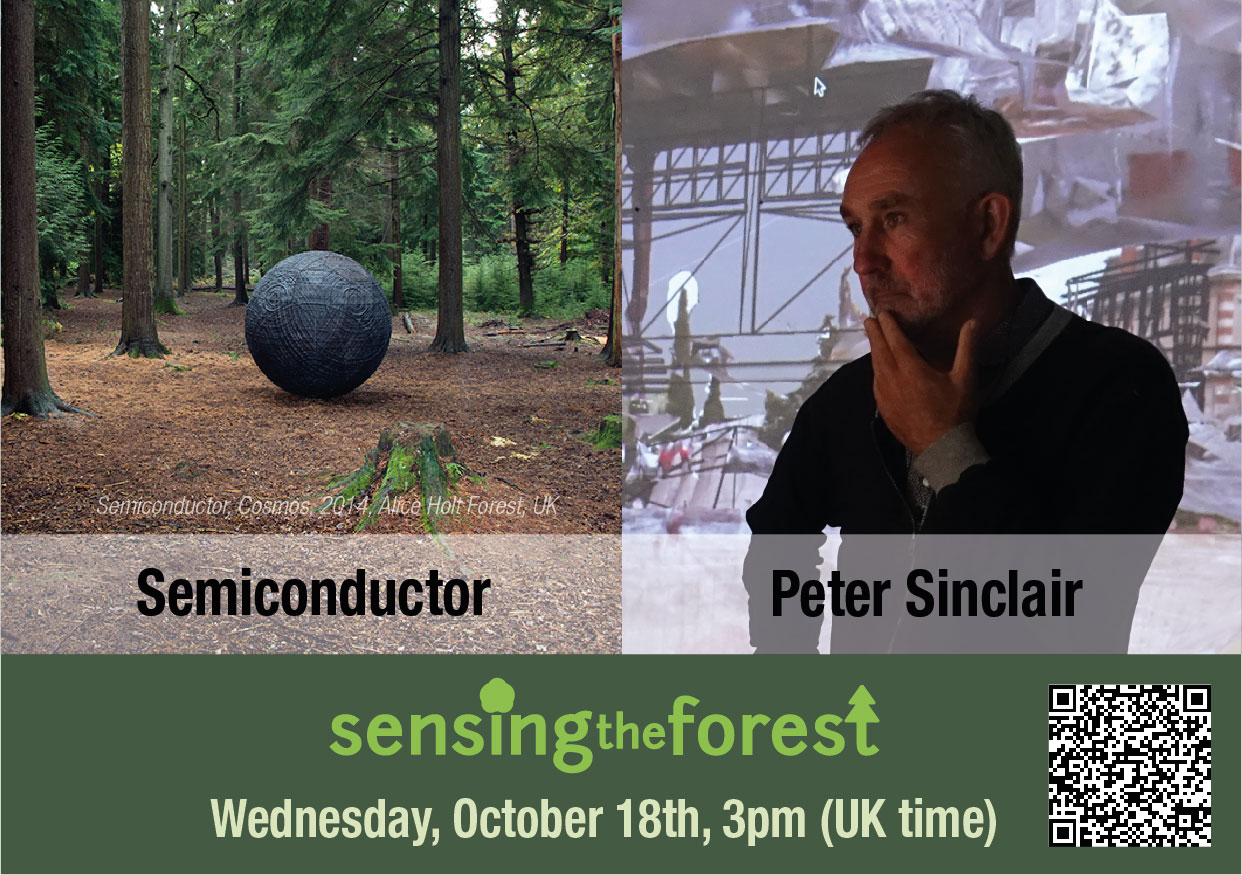 Semiconductor, Cosmos, 2014, Alice Holt Forest, UK
Semiconductor
Peter Sinclair
sensingtheforest
Wednesday, October 18th, 3pm (UK time)